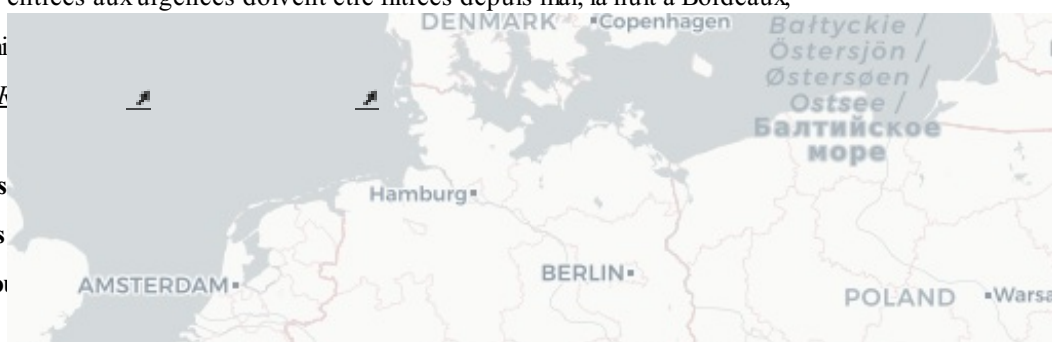 entrées aux urgences doivent être filtrées depuis mai, la nuit à Bordeaux,
DENMARK
Copenhagen
Bałtyckie /
Östersjön /
Østersøen /
Ostsee /
Балтийское
море
Hamburg
AMSTERDAM
BERLIN
POLAND